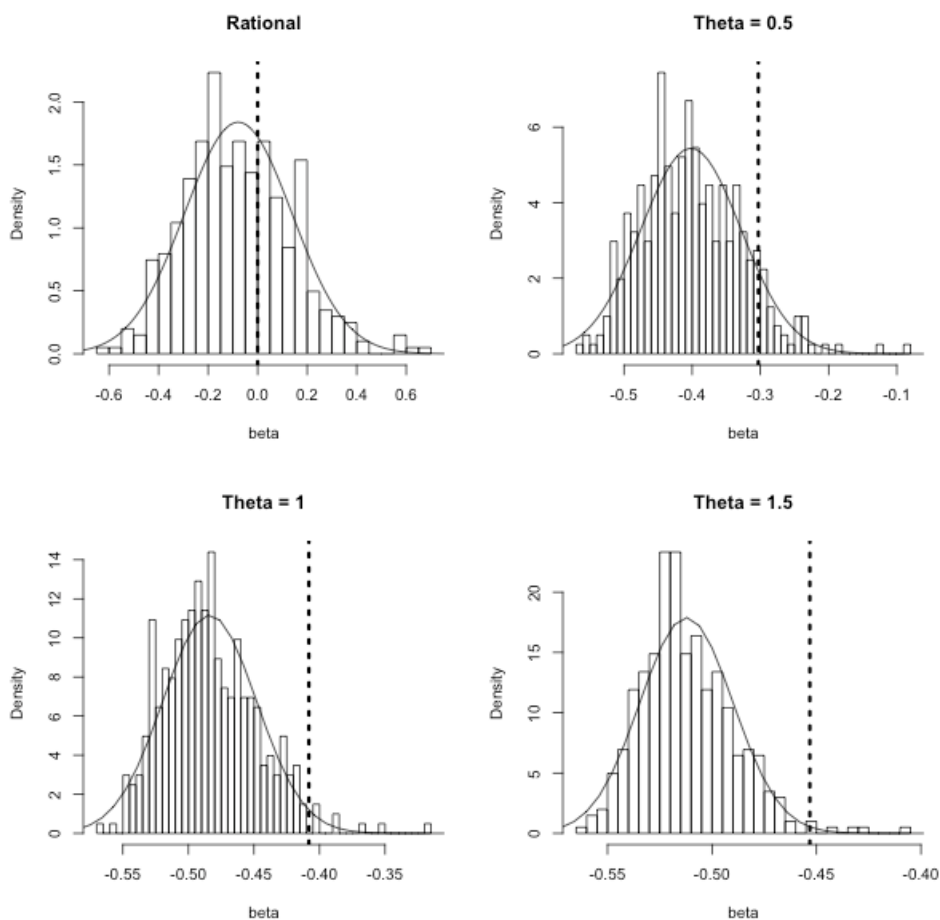 Rational
Density
0.0 0.5 1.0 1.5 2.0
-0.6 -0.4 -0.2 0.0 0.2 0.4 0.6
beta
Theta = 0.5
Density
0 2 4 6
-0.5 -0.4 -0.3 -0.2 -0.1
beta
Theta = 1
Density
0 2 4 6 8 10 12 14
-0.55 -0.50 -0.45 -0.40 -0.35
beta
Theta = 1.5
Density
0 5 10 15 20
-0.55 -0.50 -0.45 -0.40
beta